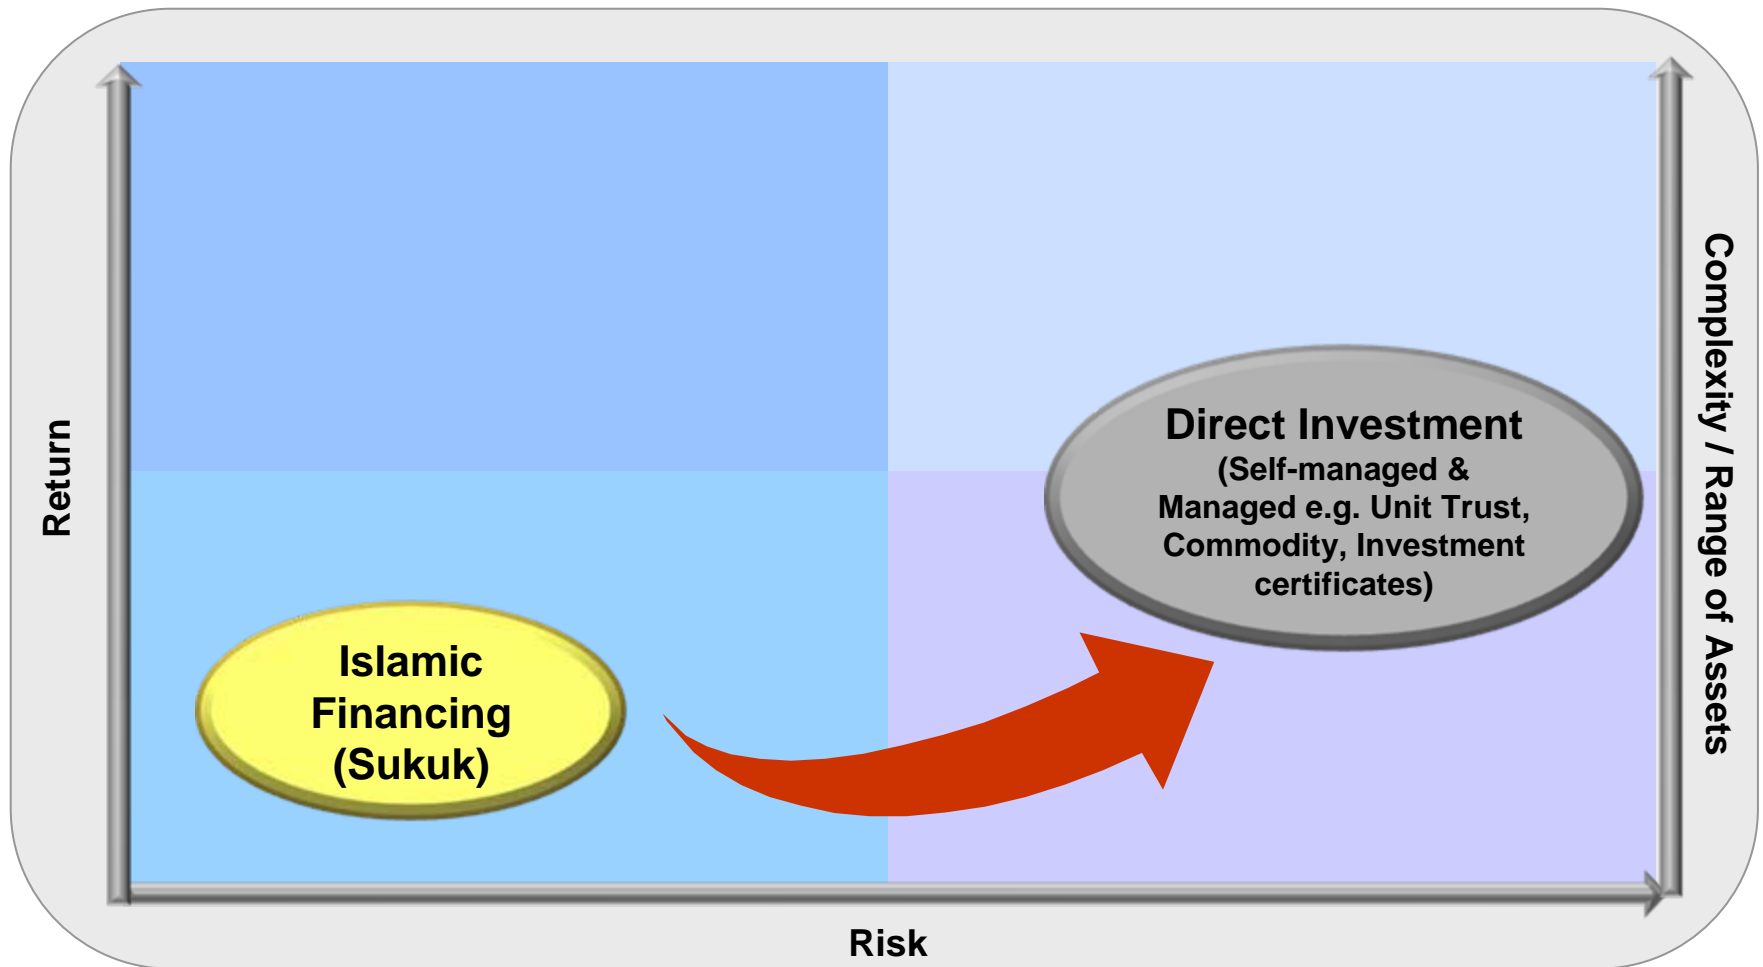 Return
Islamic
Financing
(Sukuk)
Direct Investment
(Self-managed &
Managed e.g. Unit Trust,
Commodity, Investment
certificates)
Complexity / Range of Assets
Risk